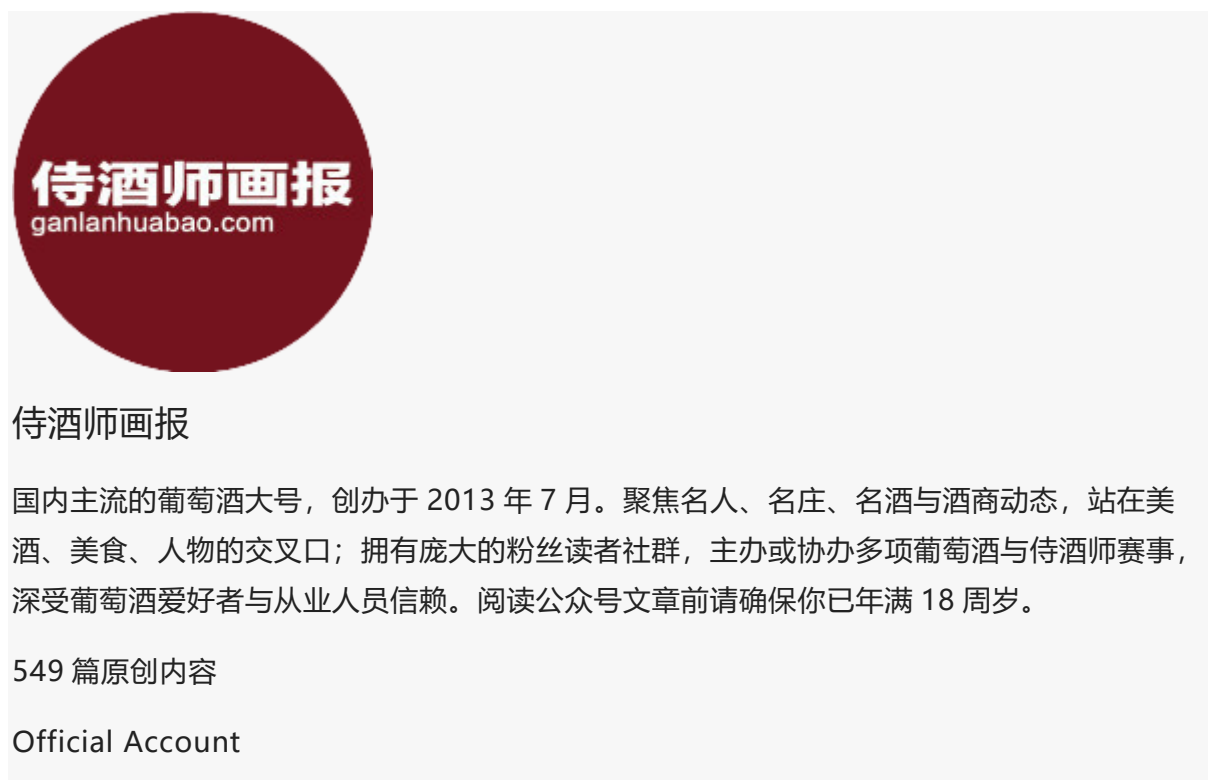 侍酒师画报
ganlanhuabao.com
侍酒师画报
国内主流的葡萄酒大号，创办于 2013 年 7 月。聚焦名人、名庄、名酒与酒商动态，站在美
酒、美食、人物的交叉口；拥有庞大的粉丝读者社群，主办或协办多项葡萄酒与侍酒师赛事，
深受葡萄酒爱好者与从业人员信赖。阅读公众号文章前请确保你已年满 18 周岁。
549 篇原创内容
Official Account